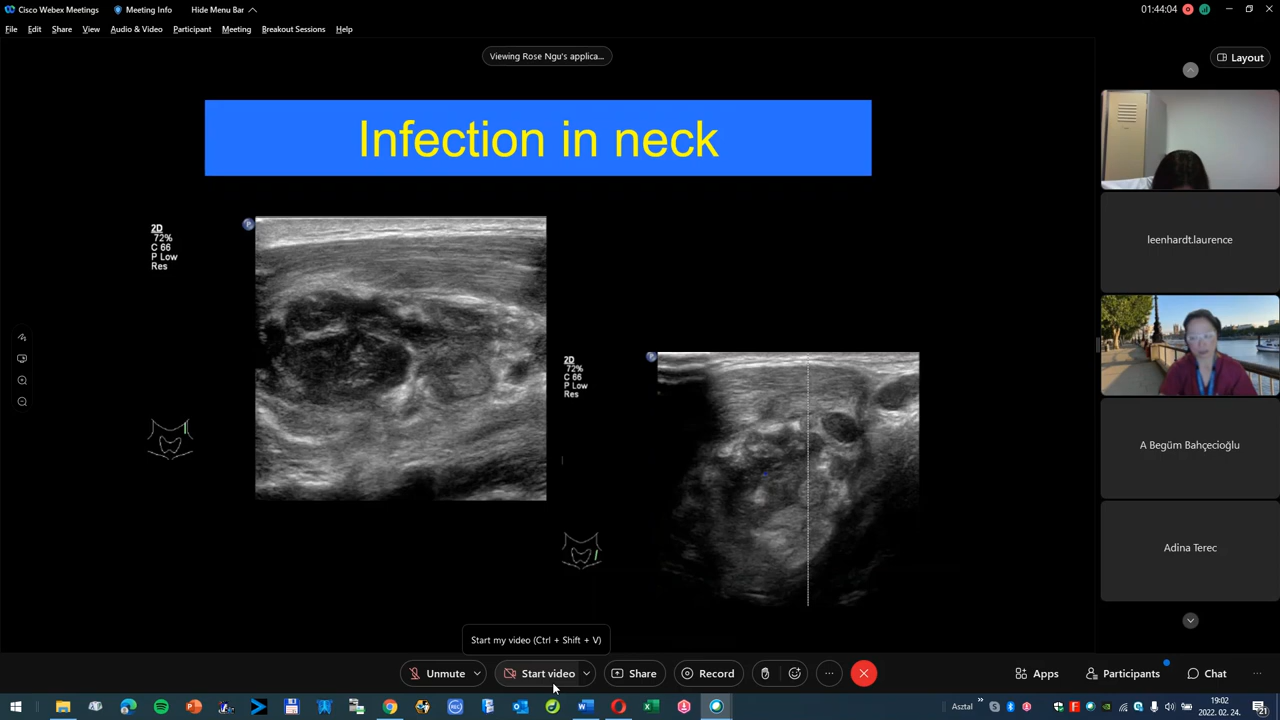 Cisco Webex Meetings
Meeting Info
Hide Menu Bar
01:44:04
File
Edit
Share
View
Audio & Video
Participant
Meeting
Breakout Sessions
Help
Viewing Rose Ngu's applica...
Layout
Infection in neck
2D
72%
C 66
P Low
Res
P
2D
72%
C 66
P Low
Res
P
leenhardt.laurence
A Begüm Bahçecioğlu
Adina Terec
Start my video (Ctrl + Shift + V)
Unmute
Start video
Share
Record
Apps
Participants
Chat
Asztal
19:02
2022. 02. 24.